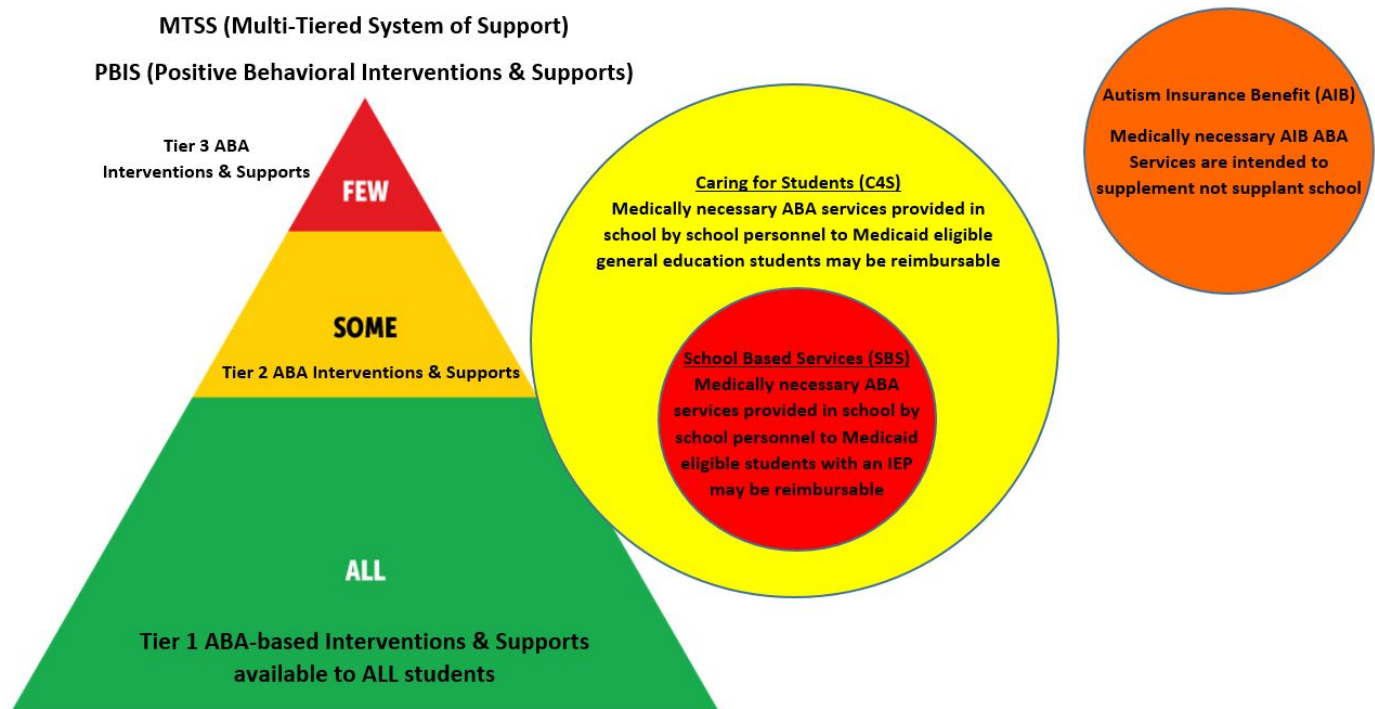 MTSS (Multi-Tiered System of Support)
PBIS (Positive Behavioral Interventions & Supports)
Tier 3 ABA
Interventions & Supports
FEW
SOME
Tier 2 ABA Interventions & Supports
ALL
Tier 1 ABA-based Interventions & Supports
available to ALL students
Caring for Students (C4S)
Medically necessary ABA services provided in
school by school personnel to Medicaid eligible
general education students may be reimbursable
School Based Services (SBS)
Medically necessary ABA
services provided in school by
school personnel to Medicaid
eligible students with an IEP
may be reimbursable
Autism Insurance Benefit (AIB)
Medically necessary AIB ABA
Services are intended to
supplement not supplant school